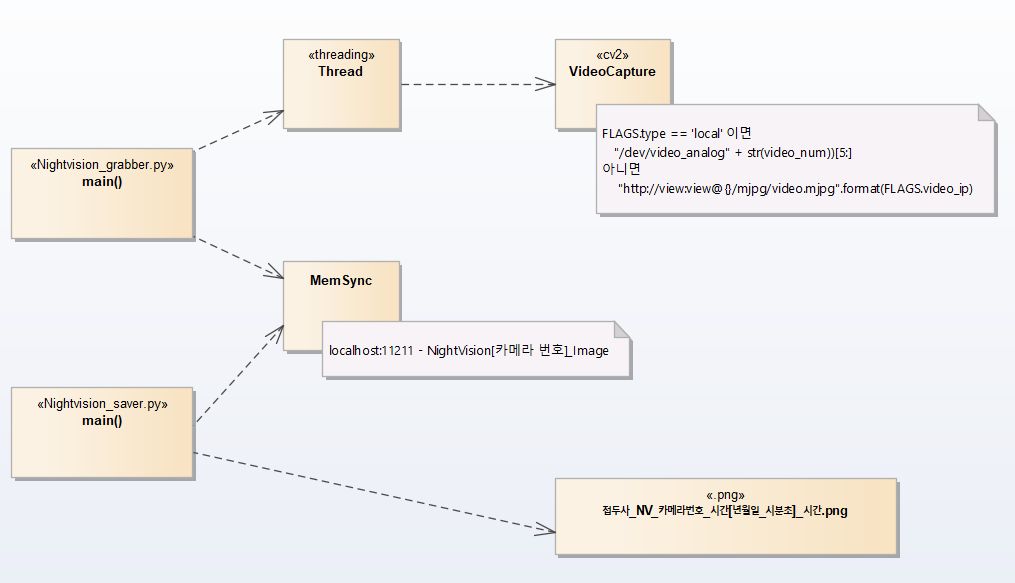 «threading»
Thread
«cv2»
VideoCapture
FLAGS.type == 'local' 이면
"/dev/video_analog" + str(video_num))[5:]
아니면
"http://view:view@{}/mjpg/video.mjpg".format(FLAGS.video_ip)
«Nightvision_grabber.py»
main()
MemSync
localhost:11211 - NightVision[카메라 번호]_Image
«Nightvision_saver.py»
main()
«.png»
접두사_NV_카메라번호_시간[년월일_시분초]_시간.png